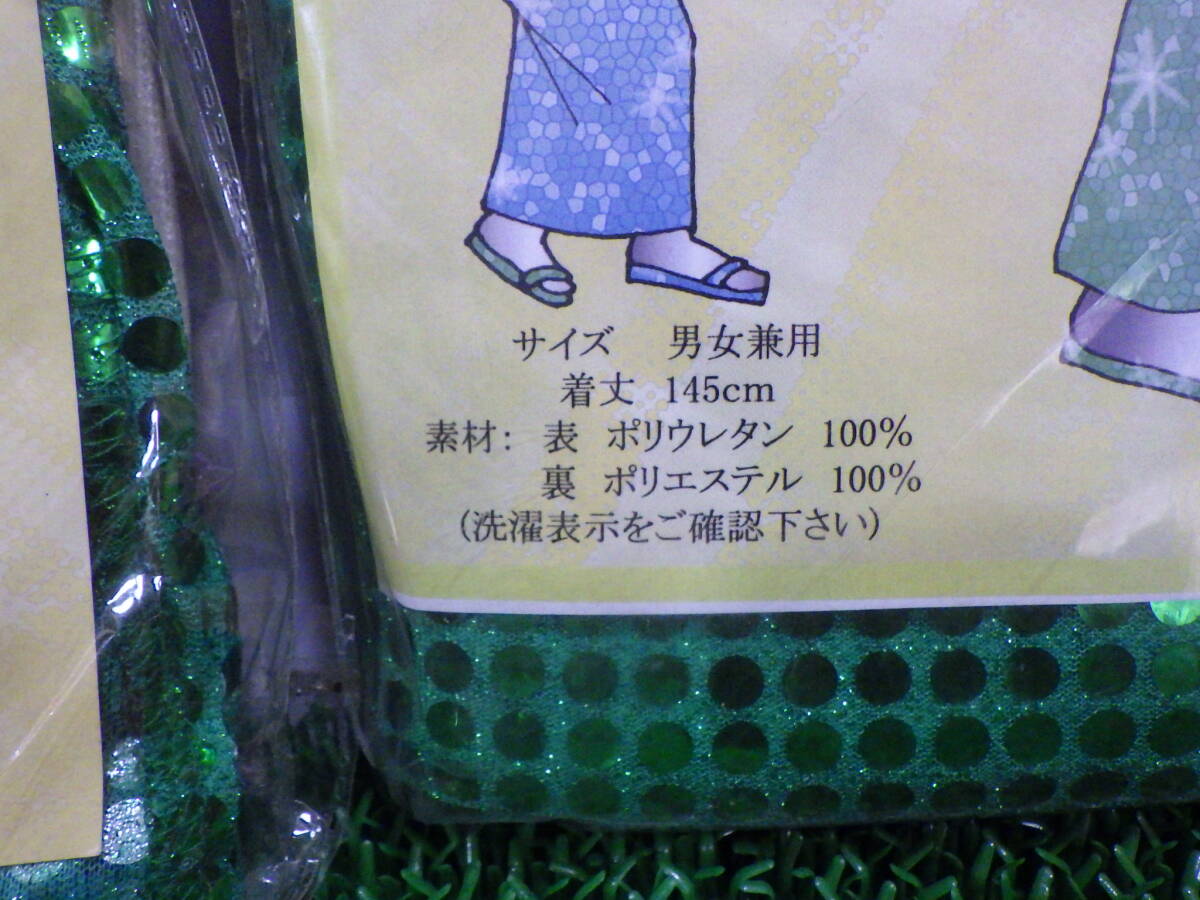 サイズ　男女兼用
着丈　145cm
素材： 表　ポリウレタン　100%
裏　ポリエステル　100%
（洗濯表示をご確認下さい）